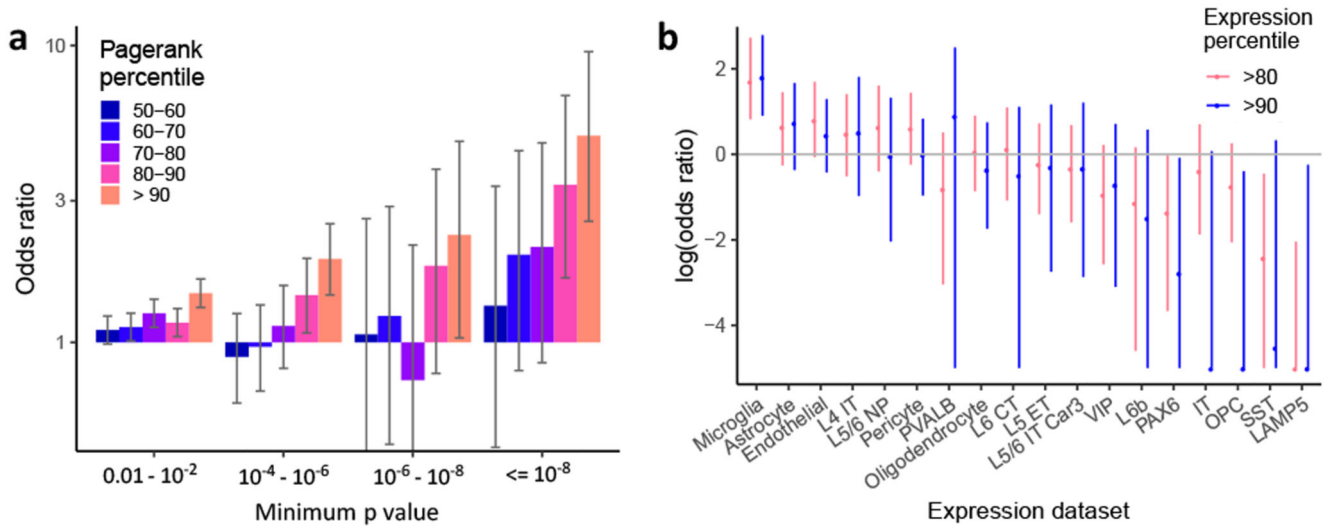 a
Pagerank
percentile
50–60
60–70
70–80
80–90
> 90
10
3
1
Odds ratio
0.01 - 10-2
10-4 - 10-6
10-6 - 10-8
<= 10-8
Minimum p value
b
Expression
percentile
>80
>90
2
0
−2
−4
log(odds ratio)
Microglia
Astrocyte
Endothelial
L4 IT
L5/6 NP
Pericyte
PVALB
Oligodendrocyte
L6 CT
L5 ET
L5/6 IT Car3
VIP
L6b
PAX6
IT
OPC
SST
LAMP5
Expression dataset